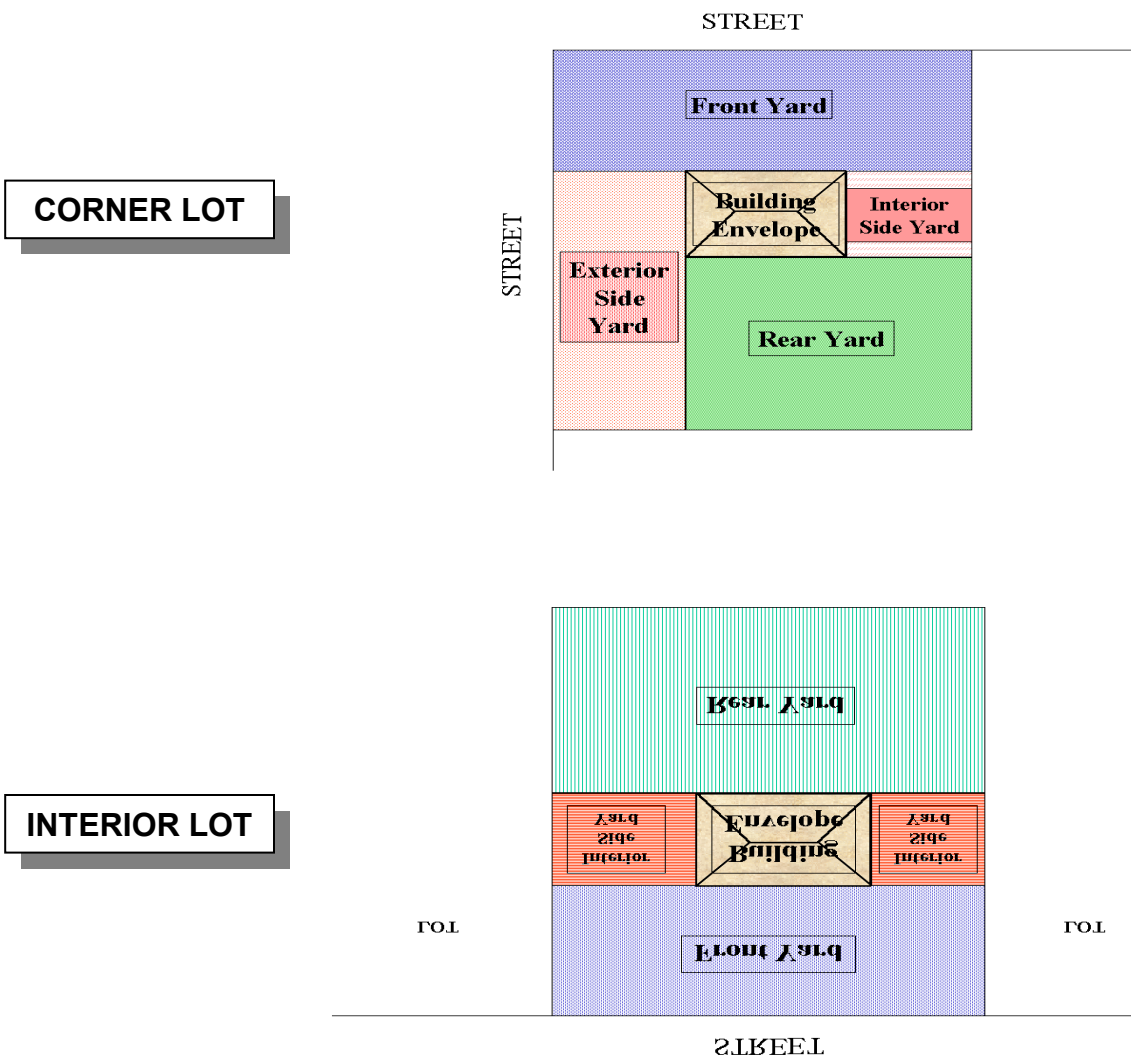 STREET
Front Yard
CORNER LOT
Building
Envelope
Interior
Side Yard
STREET
Exterior
Side
Yard
Rear Yard
Rear Yard
INTERIOR LOT
Interior
Side
Yard
Building
Envelope
Interior
Side
Yard
LOT
Front Yard
LOT
STREET